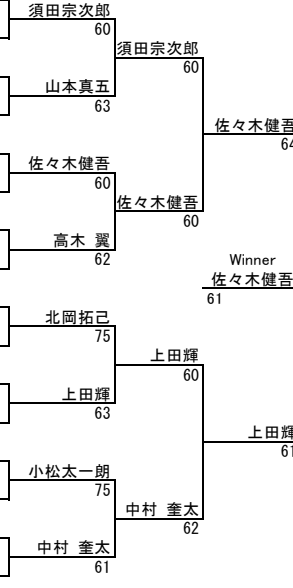 須田宗次郎
60
須田宗次郎
60
山本真五
63
佐々木健吾
64
佐々木健吾
60
佐々木健吾
60
高木 翼
62
Winner
佐々木健吾
61
北岡拓己
75
上田輝
60
上田輝
63
上田輝
61
小松太一朗
75
中村 奎太
62
中村 奎太
61